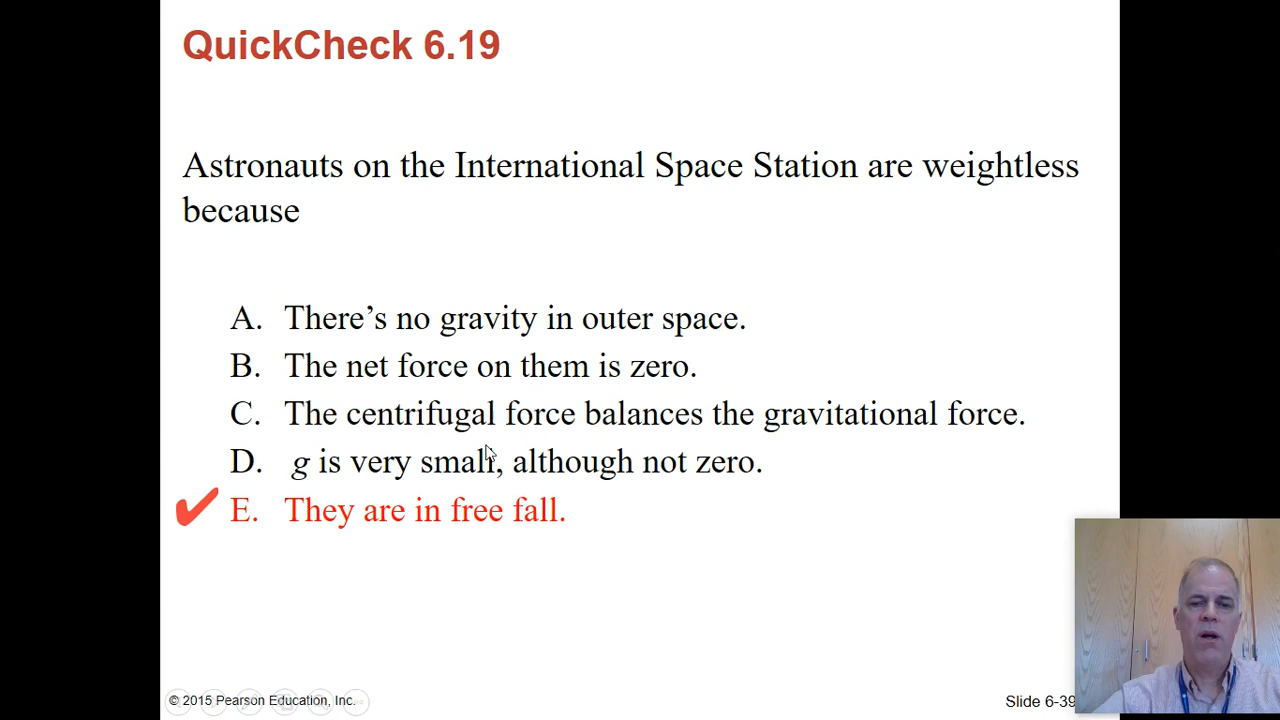 QuickCheck 6.19
Astronauts on the International Space Station are weightless
because
A. There’s no gravity in outer space.
B. The net force on them is zero.
C. The centrifugal force balances the gravitational force.
D. g is very small, although not zero.
E. They are in free fall.
© 2015 Pearson Education, Inc.
Slide 6-39